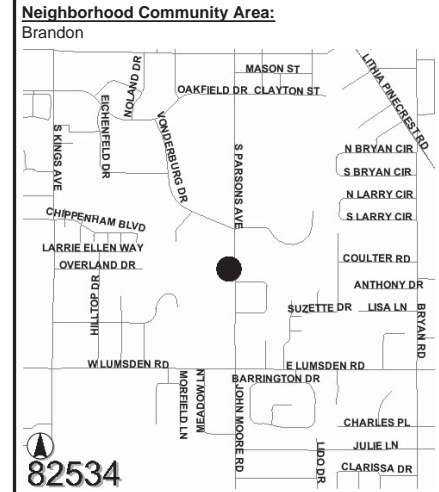 Neighborhood Community Area:
Brandon
MASON ST
LITHIA PINECREST RD
NOLAND DR
OAKFIELD DR CLAYTON ST
EICHENFELD DR
VONDERBURG DR
S KINGS AVE
S PARSONS AVE
N BRYAN CIR
S BRYAN CIR
N LARRY CIR
S LARRY CIR
CHIPPENHAM BLVD
LARRIE ELLEN WAY
OVERLAND DR
COULTER RD
ANTHONY DR
HILLTOP DR
SUZETTE DR
LISA LN
BRYAN RD
W LUMSDEN RD
E LUMSDEN RD
BARRINGTON DR
MORFIELD LN
MEADOW LN
JOHN MOORE RD
CHARLES PL
JULIE LN
LIDO DR
CLARISSA DR
82534